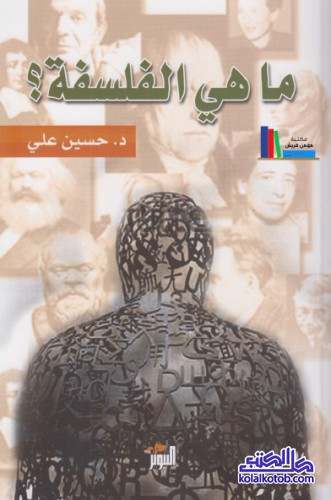 ما هي الفلسفة؟
د. حسين علي
مكتبة
مؤمن قريش
التنوير
كل الكتب
kolalkotob.com